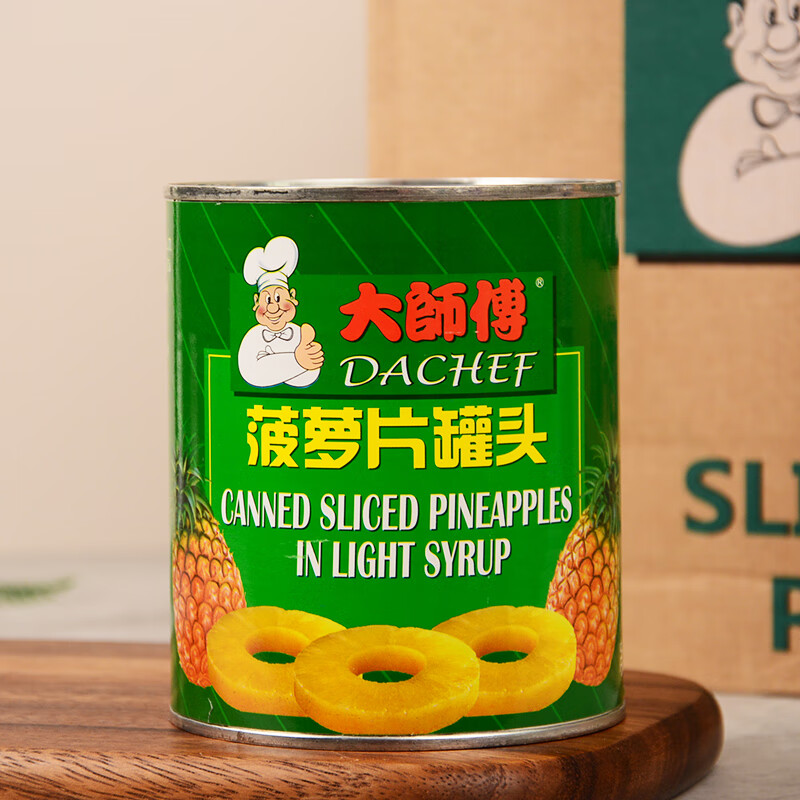 大師傅®
DACHEF
菠萝片罐头
CANNED SLICED PINEAPPLES
IN LIGHT SYRUP